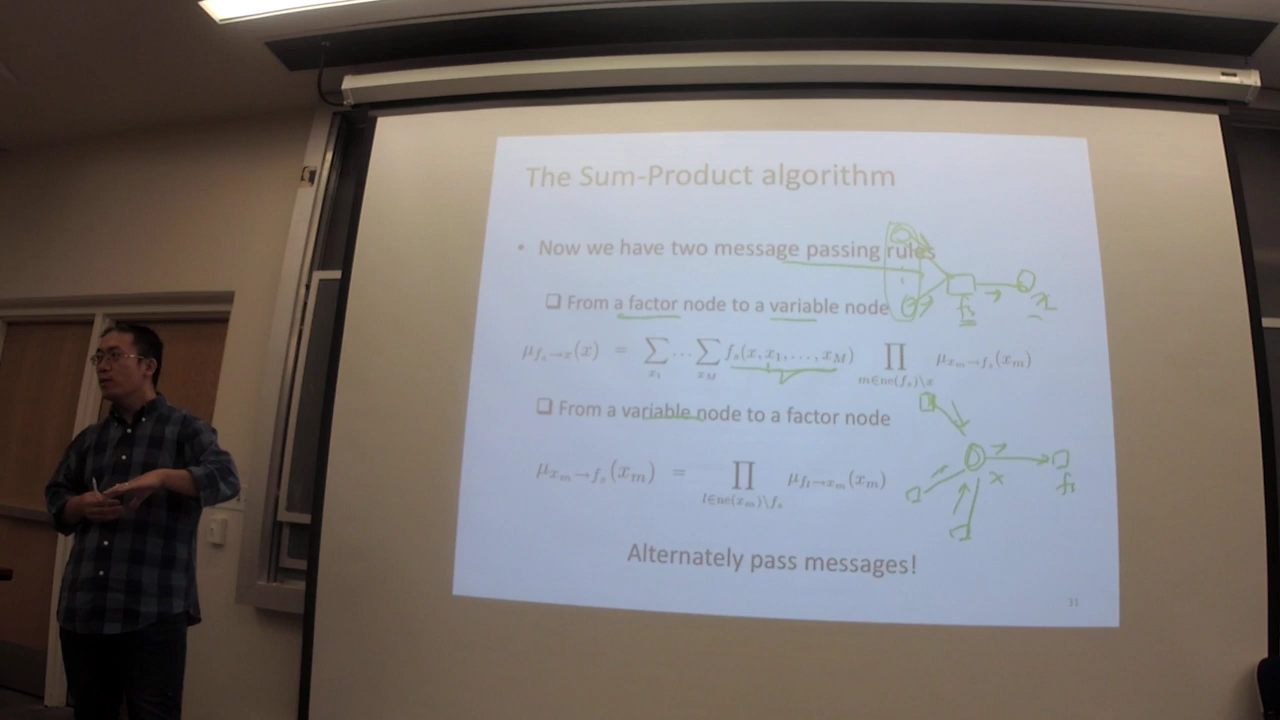 The Sum-Product algorithm
• Now we have two message passing rules
❑ From a factor node to a variable node
μ_{f_s→x}(x) = ∑_{x_1} … ∑_{x_M} f_s(x, x_1, …, x_M) ∏_{m∈ne(f_s)\x} μ_{x_m→f_s}(x_m)
❑ From a variable node to a factor node
μ_{x_m→f_s}(x_m) = ∏_{l∈ne(x_m)\f_s} μ_{f_l→x_m}(x_m)
Alternately pass messages!
31
fs
x
x